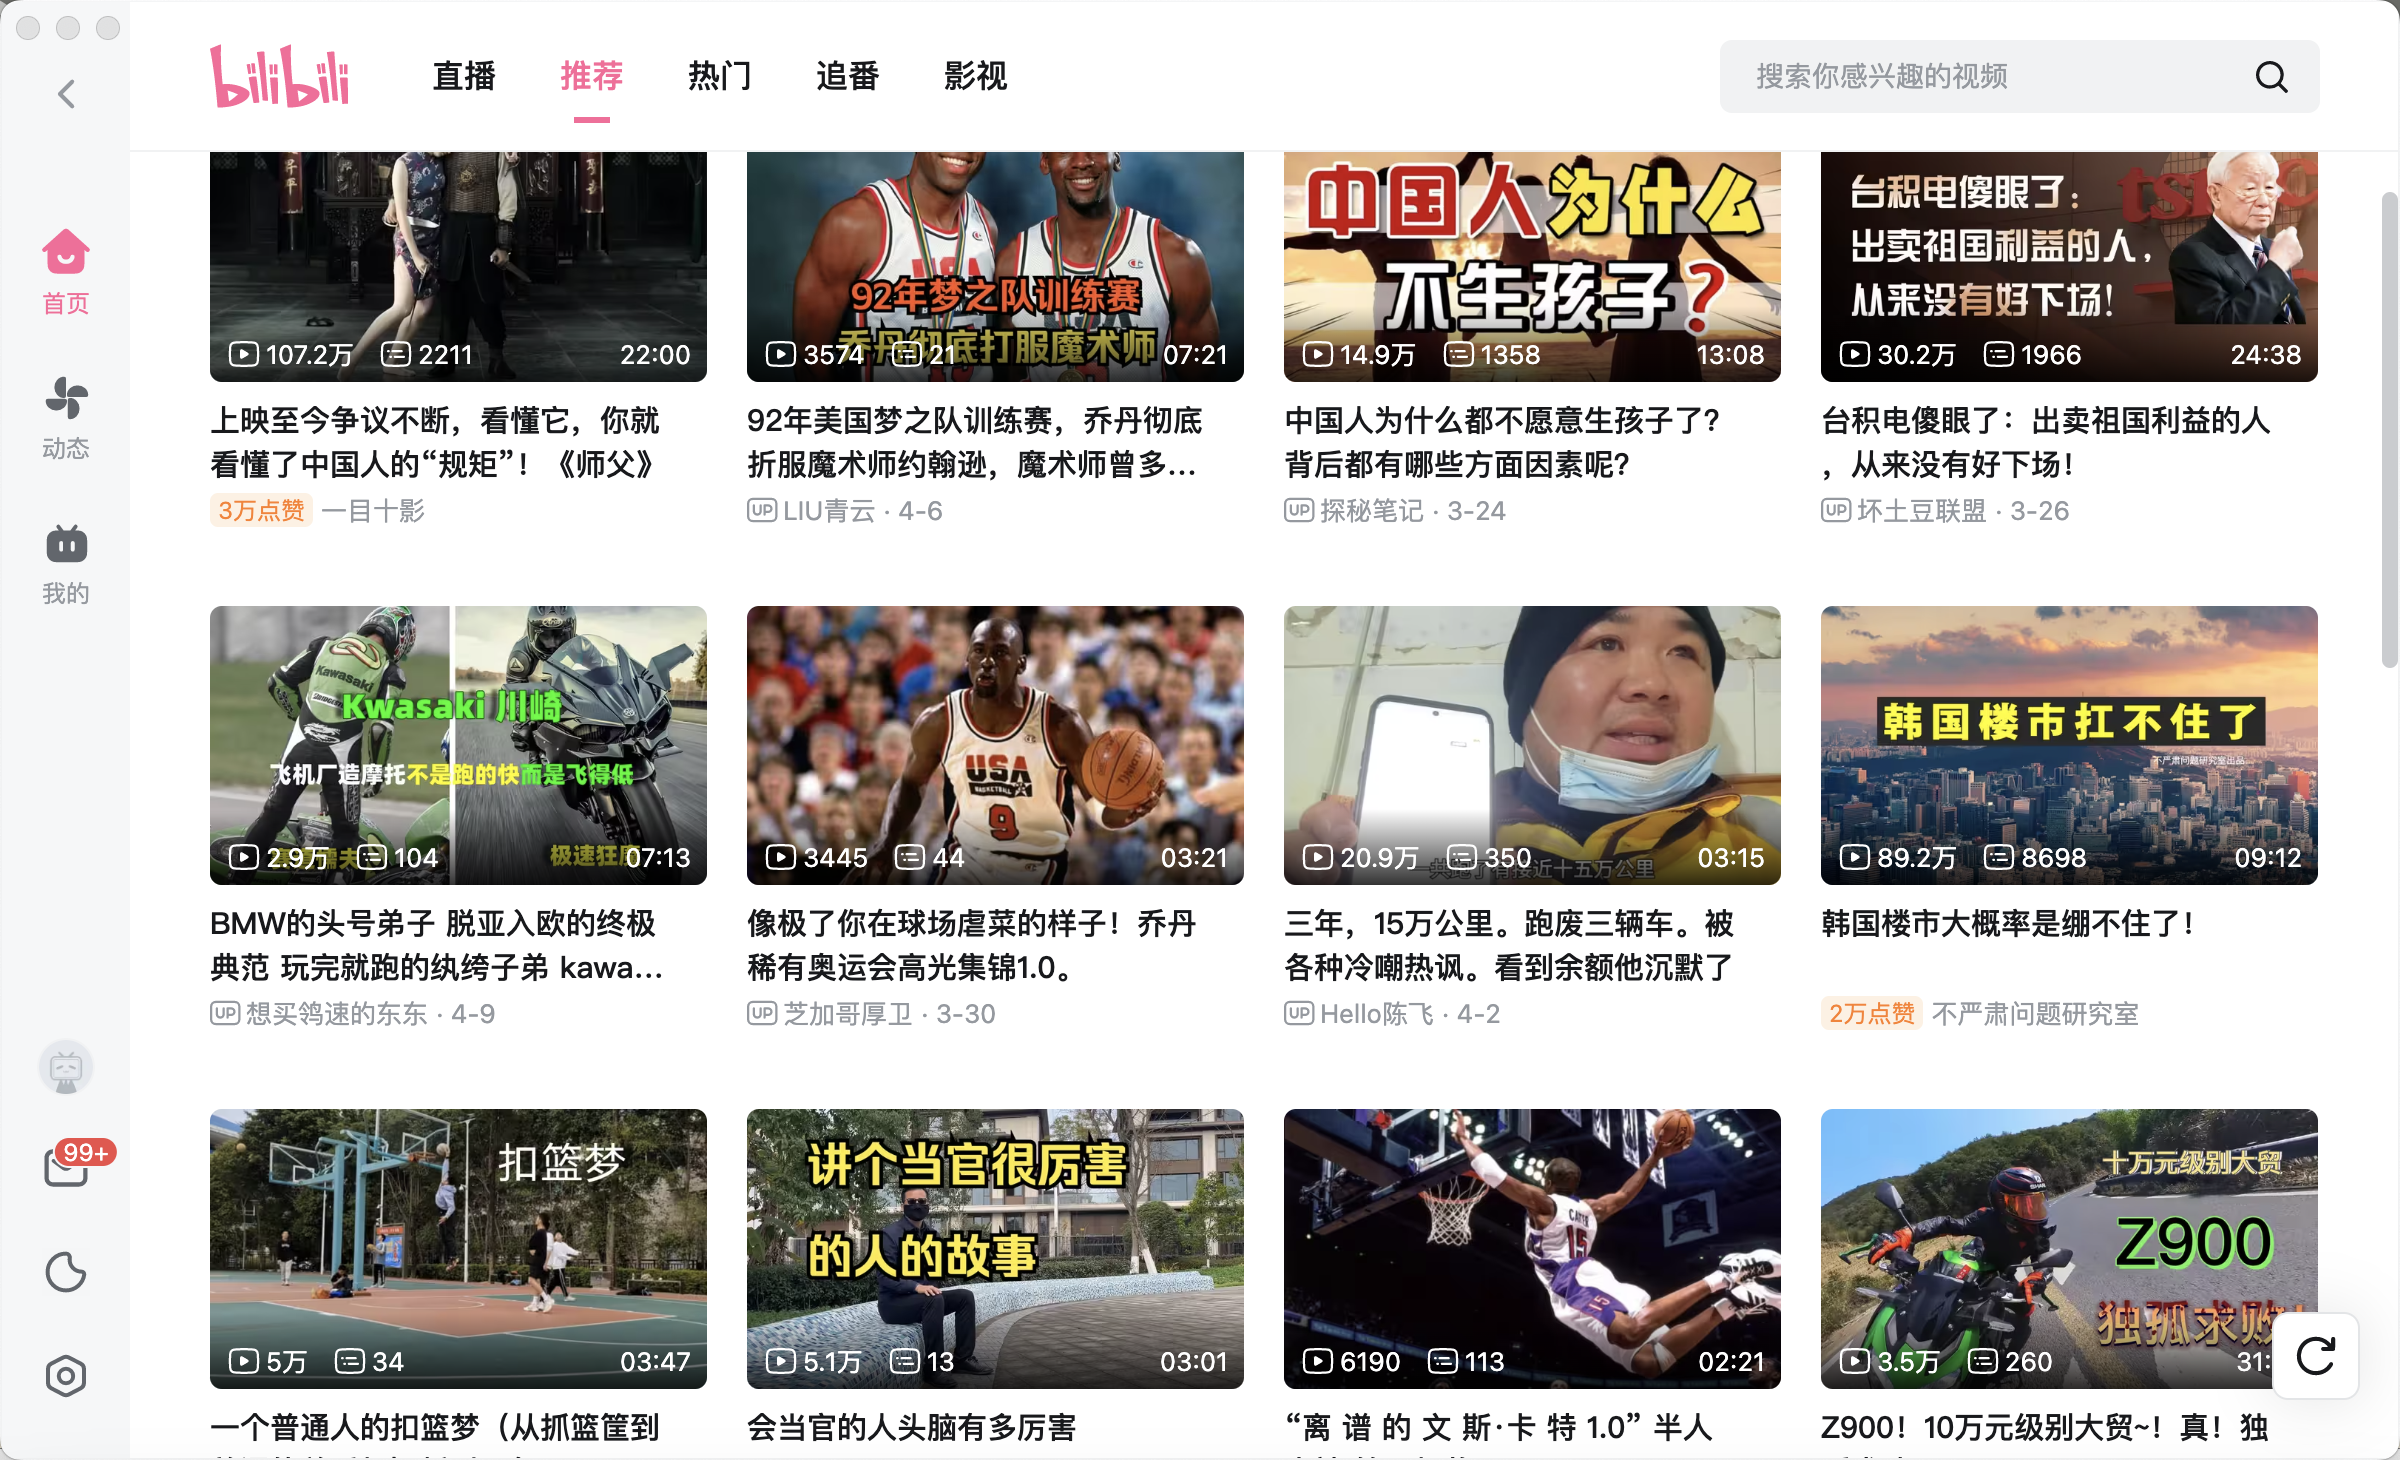 bilibili
直播
推荐
热门
追番
影视
搜索你感兴趣的视频
首页
动态
我的
99+
107.2万
2211
22:00
上映至今争议不断，看懂它，你就
看懂了中国人的“规矩”！《师父》
3万点赞 一目十影
92年梦之队训练赛
乔丹彻底打服魔术师
3574
21
07:21
92年美国梦之队训练赛，乔丹彻底
折服魔术师约翰逊，魔术师曾多...
UP LIU青云 · 4-6
中国人为什么
不生孩子？
14.9万
1358
13:08
中国人为什么都不愿意生孩子了?
背后都有哪些方面因素呢?
UP 探秘笔记 · 3-24
tsmc
台积电傻眼了：
出卖祖国利益的人，
从来没有好下场！
30.2万
1966
24:38
台积电傻眼了：出卖祖国利益的人
，从来没有好下场！
UP 坏土豆联盟 · 3-26
Kawasaki
Kwasaki 川崎
飞机厂造摩托不是跑的快而是飞得低
2.9万
104
07:13
BMW的头号弟子 脱亚入欧的终极
典范 玩完就跑的纨绔子弟 kawa...
UP 想买鸰速的东东 · 4-9
USA
BASKETBALL
9
3445
44
03:21
像极了你在球场虐菜的样子！乔丹
稀有奥运会高光集锦1.0。
UP 芝加哥厚卫 · 3-30
一共跑了有接近十五万公里
20.9万
350
03:15
三年，15万公里。跑废三辆车。被
各种冷嘲热讽。看到余额他沉默了
UP Hello陈飞 · 4-2
韩国楼市扛不住了
不严肃问题研究室出品
89.2万
8698
09:12
韩国楼市大概率是绷不住了！
2万点赞 不严肃问题研究室
扣篮梦
5万
34
03:47
一个普通人的扣篮梦（从抓篮筐到
讲个当官很厉害
的人的故事
5.1万
13
03:01
会当官的人头脑有多厉害
CARTER
15
6190
113
02:21
“离 谱 的 文 斯·卡 特 1.0” 半人
十万元级别大贸
Z900
独孤求败！
3.5万
260
31:
Z900！10万元级别大贸~！真！独